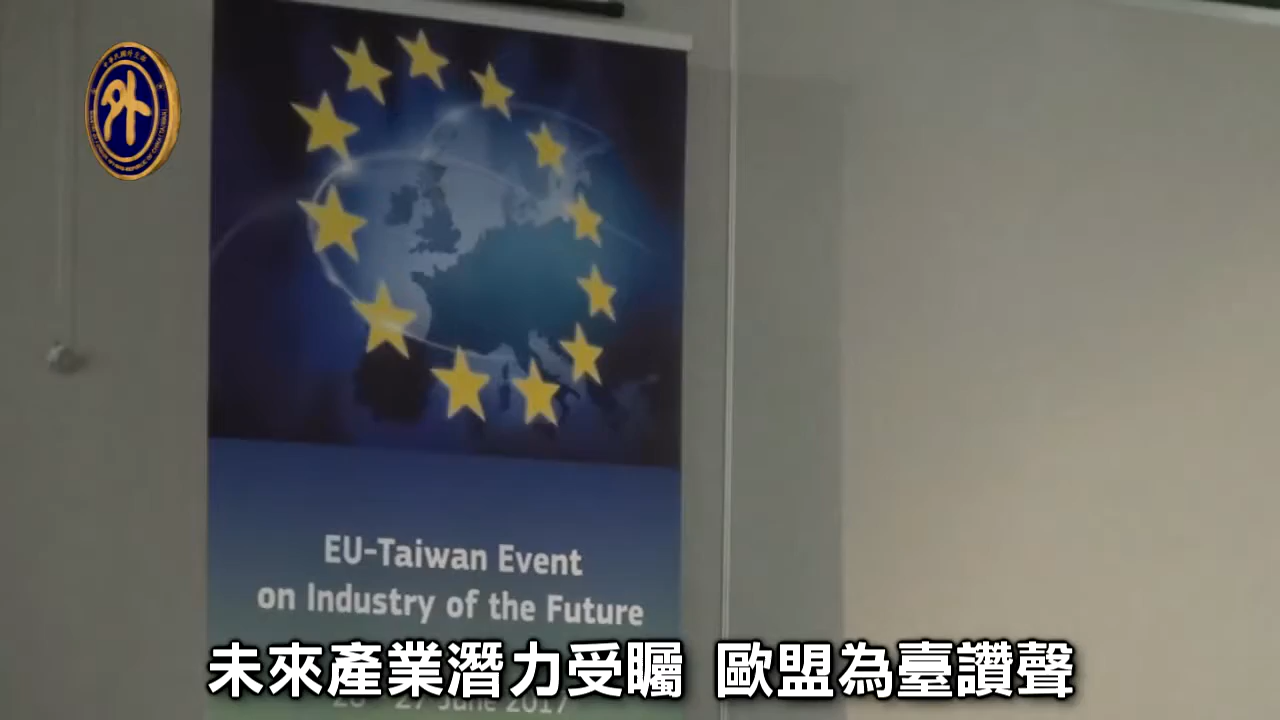 外
EU-Taiwan Event
on Industry of the Future
未來產業潛力受矚 歐盟為臺讚聲
27 June 2017